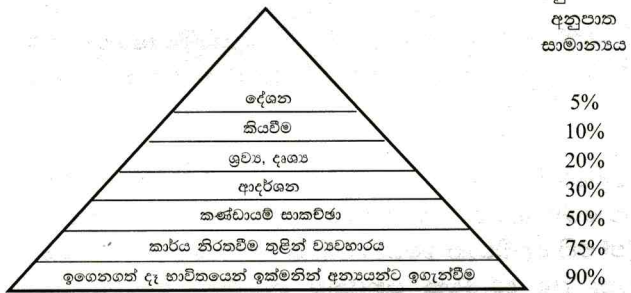 අනුපාත
සාමාන්‍යය
දේශන 5%
කියවීම 10%
ශ්‍රව්‍ය, දෘශ්‍ය 20%
ආදර්ශන 30%
කණ්ඩායම් සාකච්ඡා 50%
කාර්ය නිරතවීම තුළින් ව්‍යවහාරය 75%
ඉගෙනගත් දෑ භාවිතයෙන් ඉක්මනින් අන්‍යයන්ට ඉගැන්වීම 90%